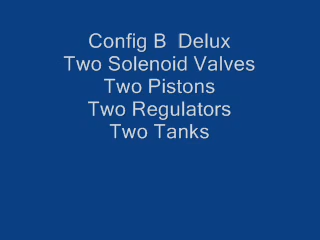 Config B Delux
Two Solenoid Valves
Two Pistons
Two Regulators
Two Tanks